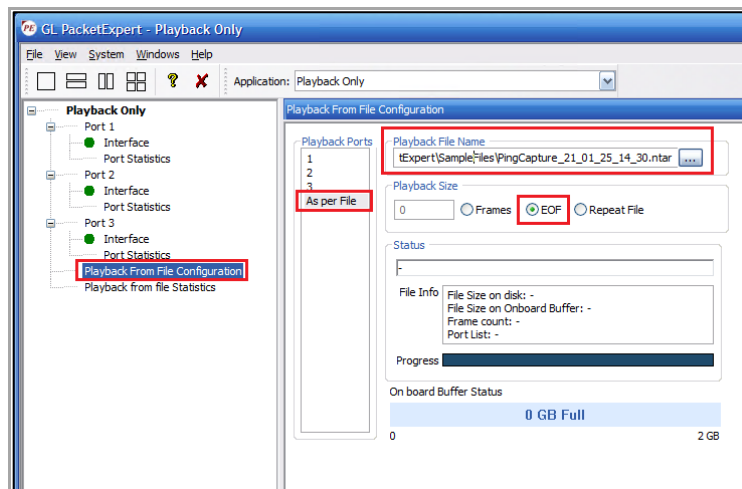 PE GL PacketExpert - Playback Only
File View System Windows Help
Application: Playback Only
Playback Only
Port 1
Interface
Port Statistics
Port 2
Interface
Port Statistics
Port 3
Interface
Port Statistics
Playback From File Configuration
Playback from file Statistics
Playback From File Configuration
Playback Ports
1
2
3
As per File
Playback File Name
tExpert\SampleFiles\PingCapture_21_01_25_14_30.ntar ...
Playback Size
0 Frames EOF Repeat File
Status
-
File Info
File Size on disk: -
File Size on Onboard Buffer: -
Frame count: -
Port List: -
Progress
On board Buffer Status
0 GB Full
0 2 GB